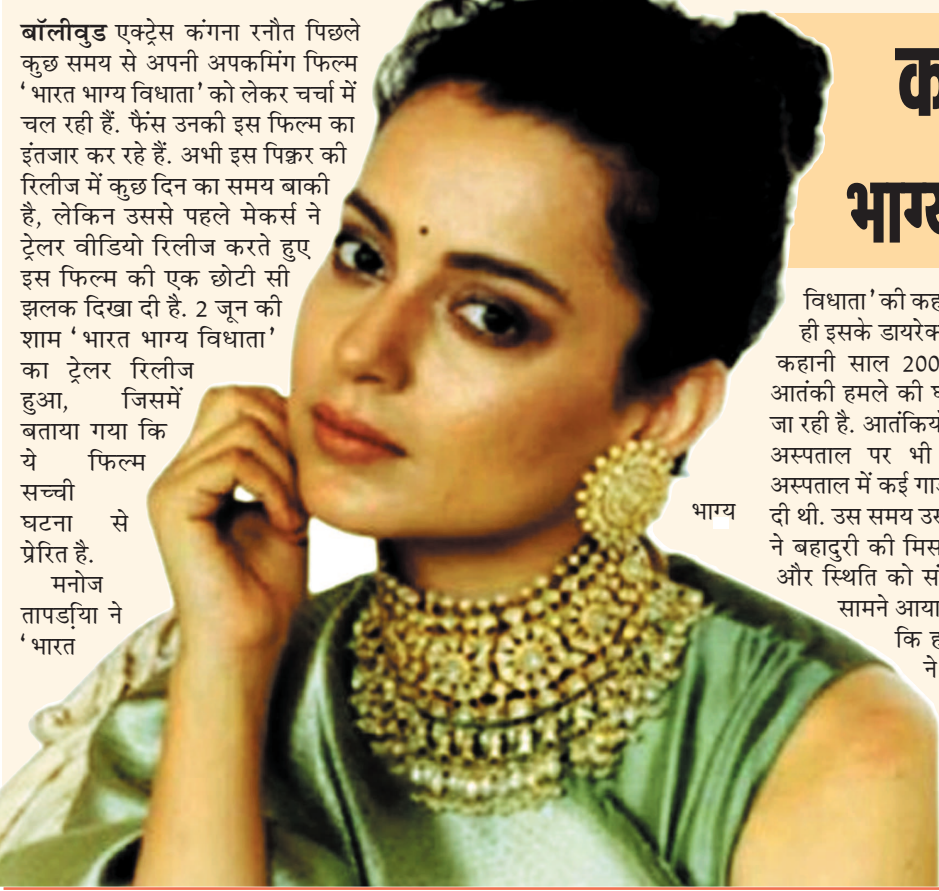 बॉलीवुड एक्ट्रेस कंगना रनौत पिछले
कुछ समय से अपनी अपकमिंग फिल्म
‘भारत भाग्य विधाता’ को लेकर चर्चा में
चल रही हैं. फैंस उनकी इस फिल्म का
इंतजार कर रहे हैं. अभी इस पिक्चर की
रिलीज में कुछ दिन का समय बाकी
है, लेकिन उससे पहले मेकर्स ने
ट्रेलर वीडियो रिलीज करते हुए
इस फिल्म की एक छोटी सी
झलक दिखा दी है. 2 जून की
शाम ‘भारत भाग्य विधाता’
का ट्रेलर रिलीज
हुआ, जिसमें
बताया गया कि
ये फिल्म
सच्ची
घटना से
प्रेरित है.
मनोज
तापड़िया ने
‘भारत
भाग्य
भाग्य
विधाता’ की
ही इसके
कहानी साल 200
आतंकी हमले की
जा रही है.
अस्पताल पर भी
अस्पताल में कई
दी थी. उस समय
ने बहादुरी की
और स्थिति को
सामने आया
कि
ने